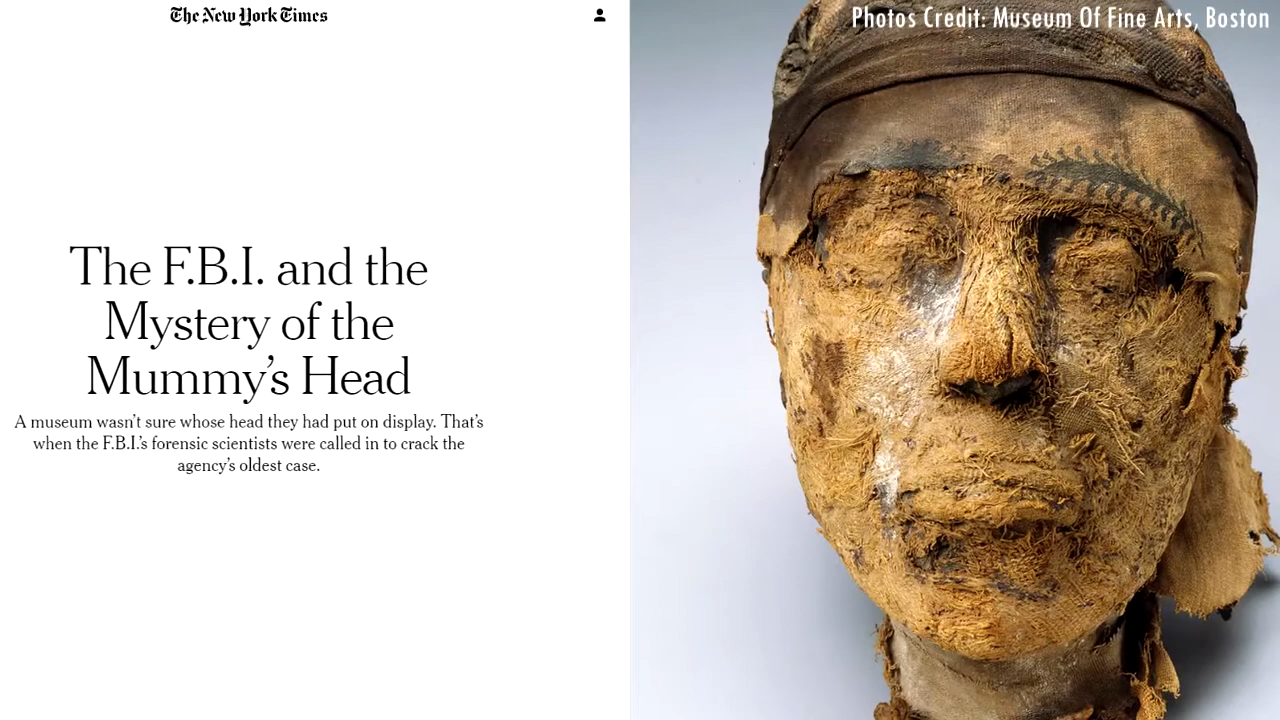 The New York Times
Photos Credit: Museum Of Fine Arts, Boston
The F.B.I. and the
Mystery of the
Mummy's Head
A museum wasn't sure whose head they had put on display. That's
when the F.B.I.'s forensic scientists were called in to crack the
agency's oldest case.